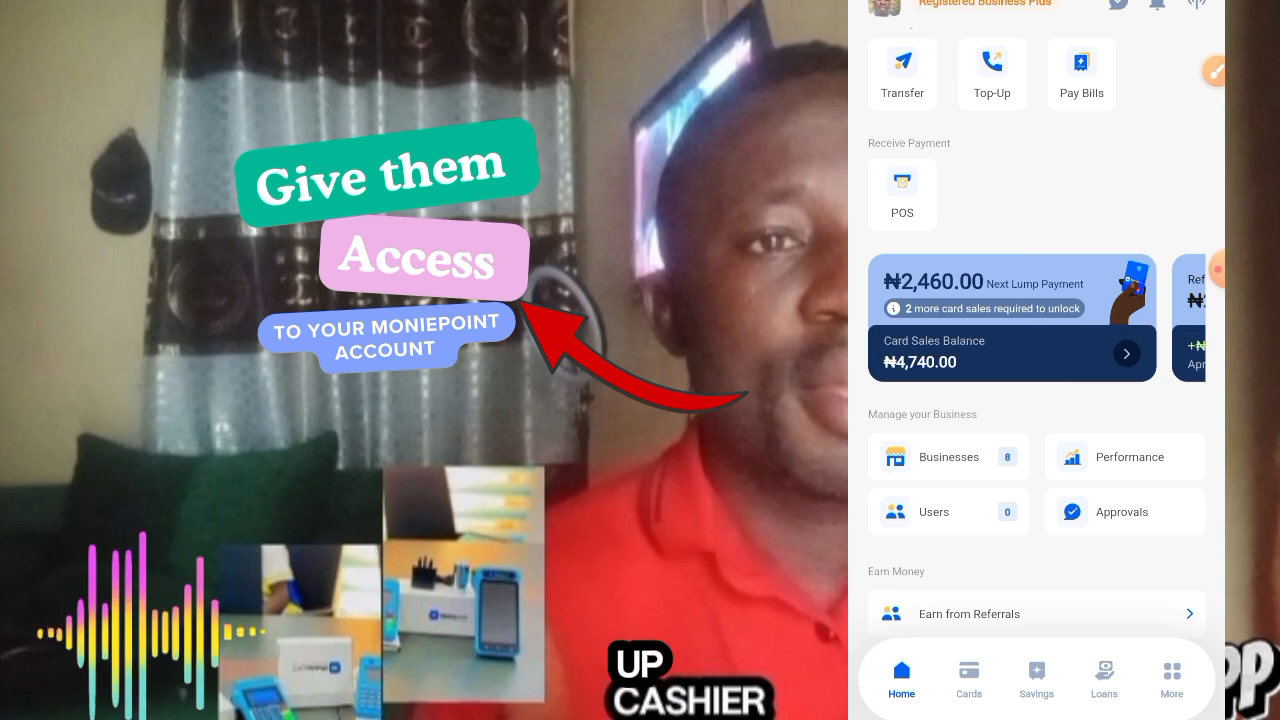 Give them
Access
TO YOUR MONIEPOINT
ACCOUNT
UP
CASHIER
Registered Business Plus
Transfer
Top-Up
Pay Bills
Receive Payment
POS
₦2,460.00 Next Lump Payment
2 more card sales required to unlock
Card Sales Balance
₦4,740.00
Manage your Business
Businesses 8
Performance
Users 0
Approvals
Earn Money
Earn from Referrals
Home
Cards
Savings
Loans
More